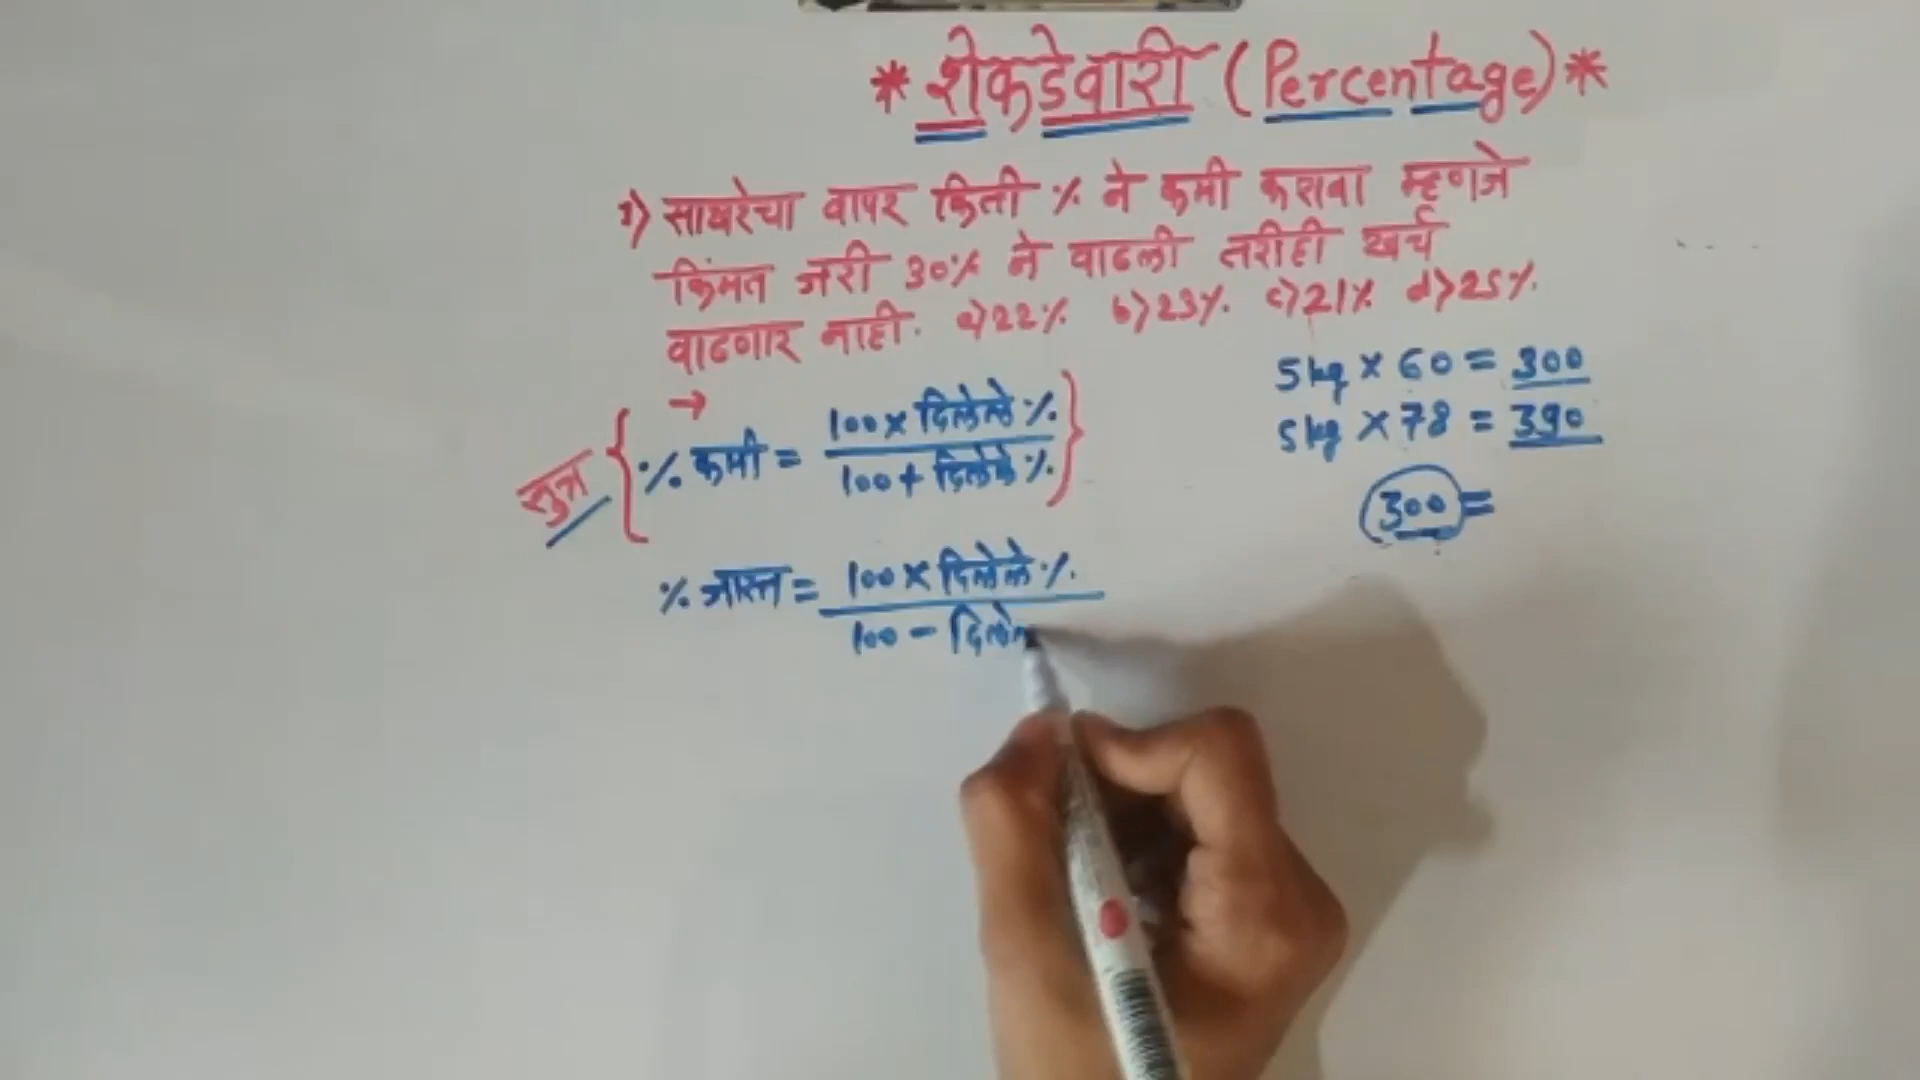 * शेकडेवारी (Percentage) *
१) साखरेचा वापर किती % ने कमी करावा म्हणजे
किंमत जरी 30% ने वाढली तरीही खर्च
वाढणार नाही. a) 22% b) 23% c) 21% d) 25%
→
सुत्र { % कमी = 100 × दिलेले % / 100 + दिलेले % }
% जास्त = 100 × दिलेले % / 100 - दिलेल
5kg × 60 = 300
5kg × 78 = 390
300 =